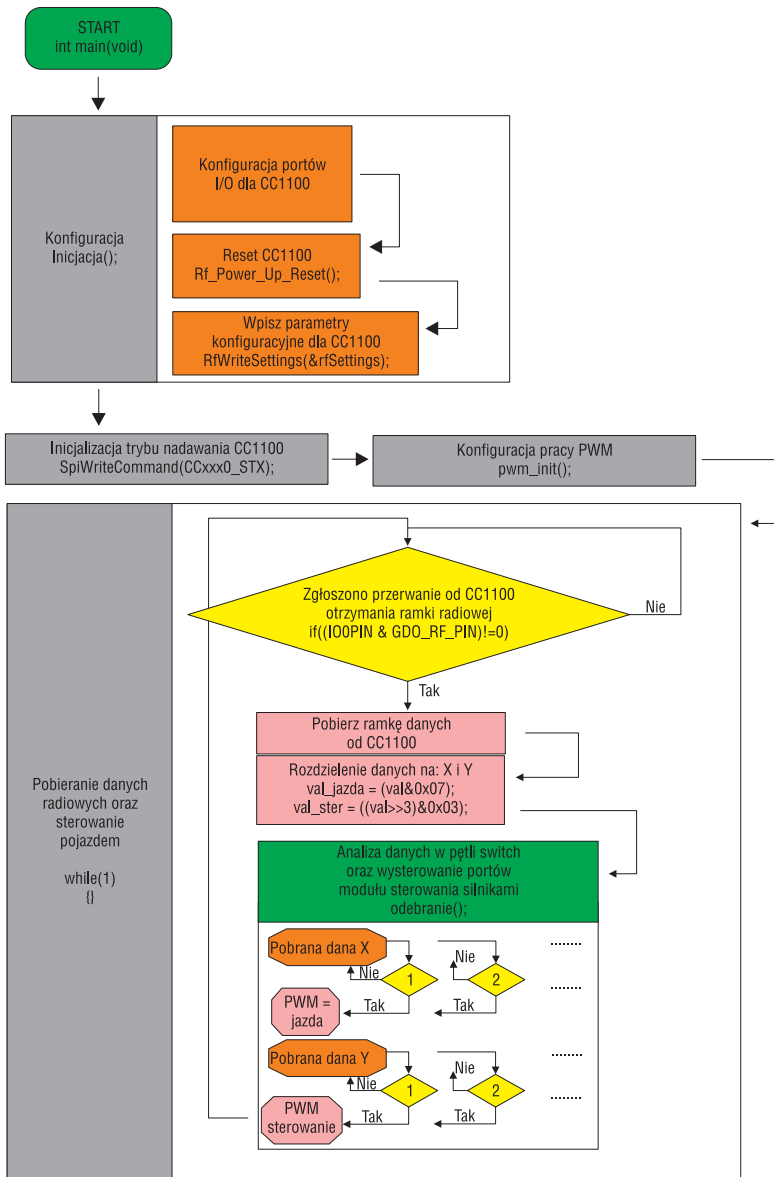 START
int main(void)
Konfiguracja
Inicjacja();
Konfiguracja portów
I/O dla CC1100
Reset CC1100
Rf_Power_Up_Reset();
Wpisz parametry
konfiguracyjne dla CC1100
RfWriteSettings(&rfSettings);
Inicjalizacja trybu nadawania CC1100
SpiWriteCommand(CCxxx0_STX);
Konfiguracja pracy PWM
pwm_init();
Pobieranie danych
radiowych oraz
sterowanie
pojazdem
while(1)
{}
Zgłoszono przerwanie od CC1100
otrzymania ramki radiowej
if((IO0PIN & GDO_RF_PIN)!=0)
Nie
Tak
Pobierz ramkę danych
od CC1100
Rozdzielenie danych na: X i Y
val_jazda = (val&0x07);
val_ster = ((val>>3)&0x03);
Analiza danych w pętli switch
oraz wysterowanie portów
modułu sterowania silnikami
odebranie();
Pobrana dana X
Nie
1
Nie
2
........
PWM =
jazda
Tak
Tak
........
Pobrana dana Y
Nie
1
Nie
2
........
PWM
sterowanie
Tak
Tak
........